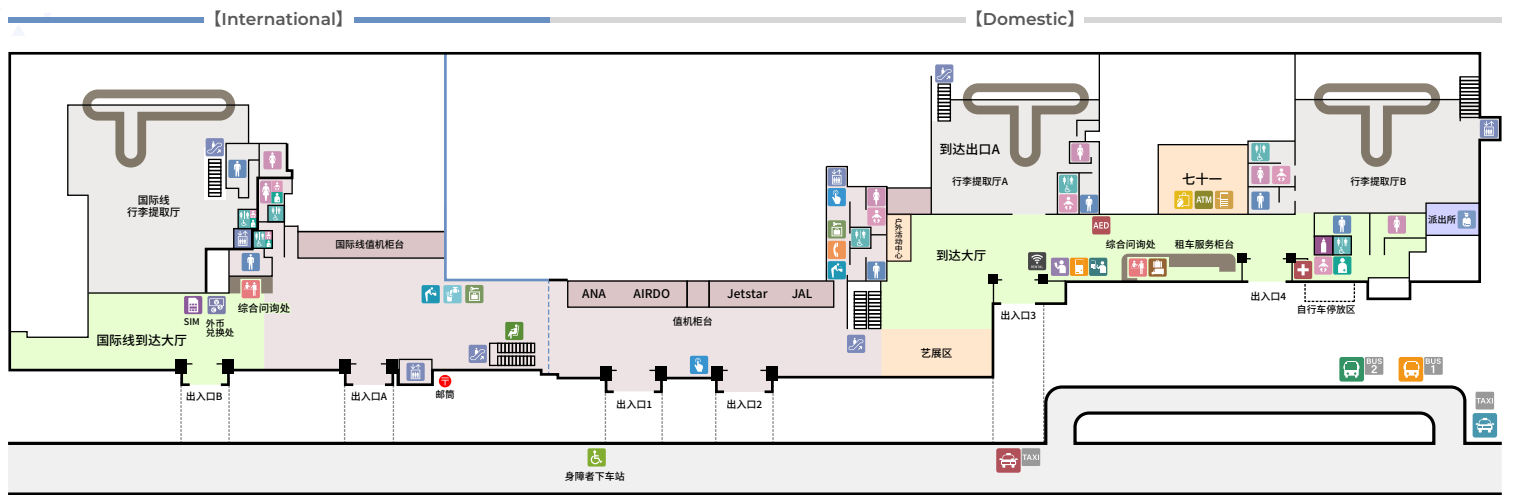 【International】
【Domestic】
国际线
行李提取厅
国际线值机柜台
SIM
外币
兑换处
综合问询处
国际线到达大厅
出入口B
出入口A
邮筒
ANA
AIRDO
Jetstar
JAL
值机柜台
出入口1
出入口2
身障者下车站
到达出口A
行李提取厅A
户外活动中心
到达大厅
艺展区
出入口3
TAXI
AED
七十一
ATM
综合问询处
租车服务柜台
行李提取厅B
派出所
出入口4
自行车停放区
BUS
2
BUS
1
TAXI